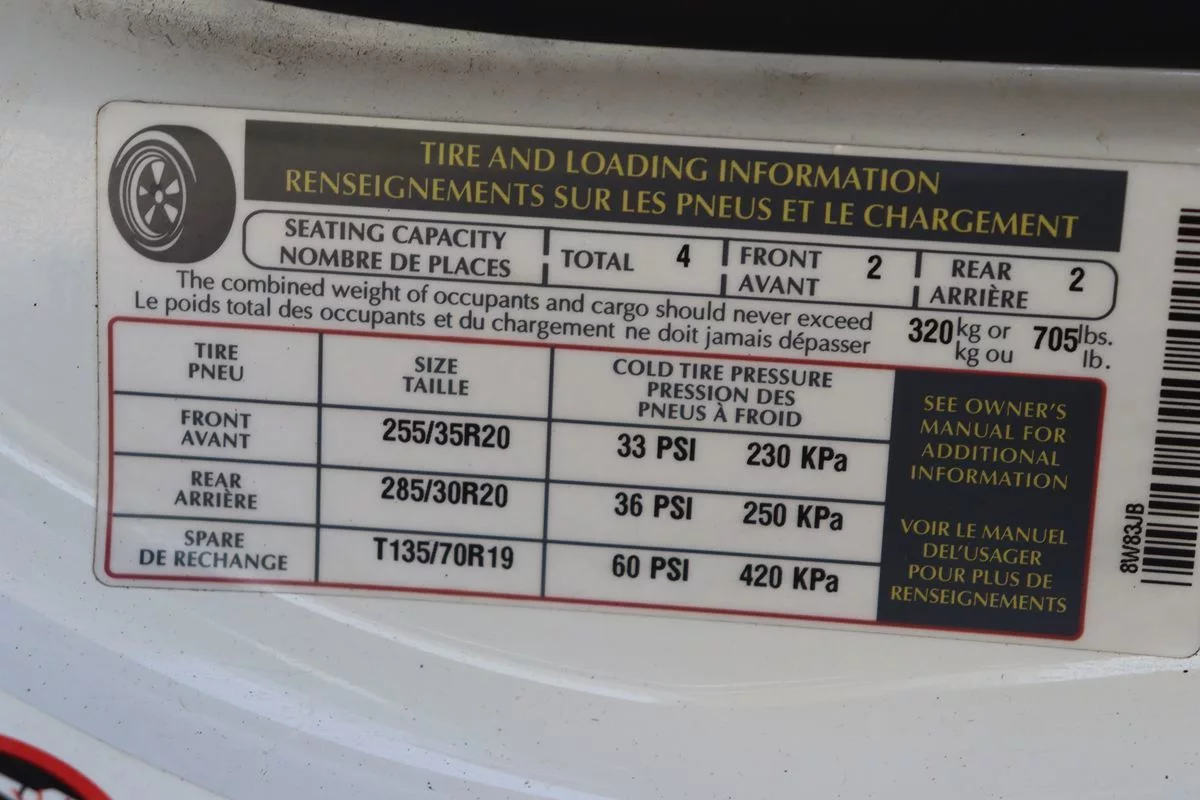 TIRE AND LOADING INFORMATION
RENSEIGNEMENTS SUR LES PNEUS ET LE CHARGEMENT
SEATING CAPACITY
NOMBRE DE PLACES
TOTAL 4
FRONT
AVANT
2
REAR
ARRIÈRE
2
The combined weight of occupants and cargo should never exceed
Le poids total des occupants et du chargement ne doit jamais dépasser
320 kg or
kg ou
705 lbs.
lb.
TIRE
PNEU
SIZE
TAILLE
COLD TIRE PRESSURE
PRESSION DES
PNEUS À FROID
FRONT
AVANT
255/35R20
33 PSI 230 KPa
REAR
ARRIÈRE
285/30R20
36 PSI 250 KPa
SPARE
DE RECHANGE
T135/70R19
60 PSI 420 KPa
SEE OWNER'S
MANUAL FOR
ADDITIONAL
INFORMATION
VOIR LE MANUEL
DEL'USAGER
POUR PLUS DE
RENSEIGNEMENTS
8W83JB